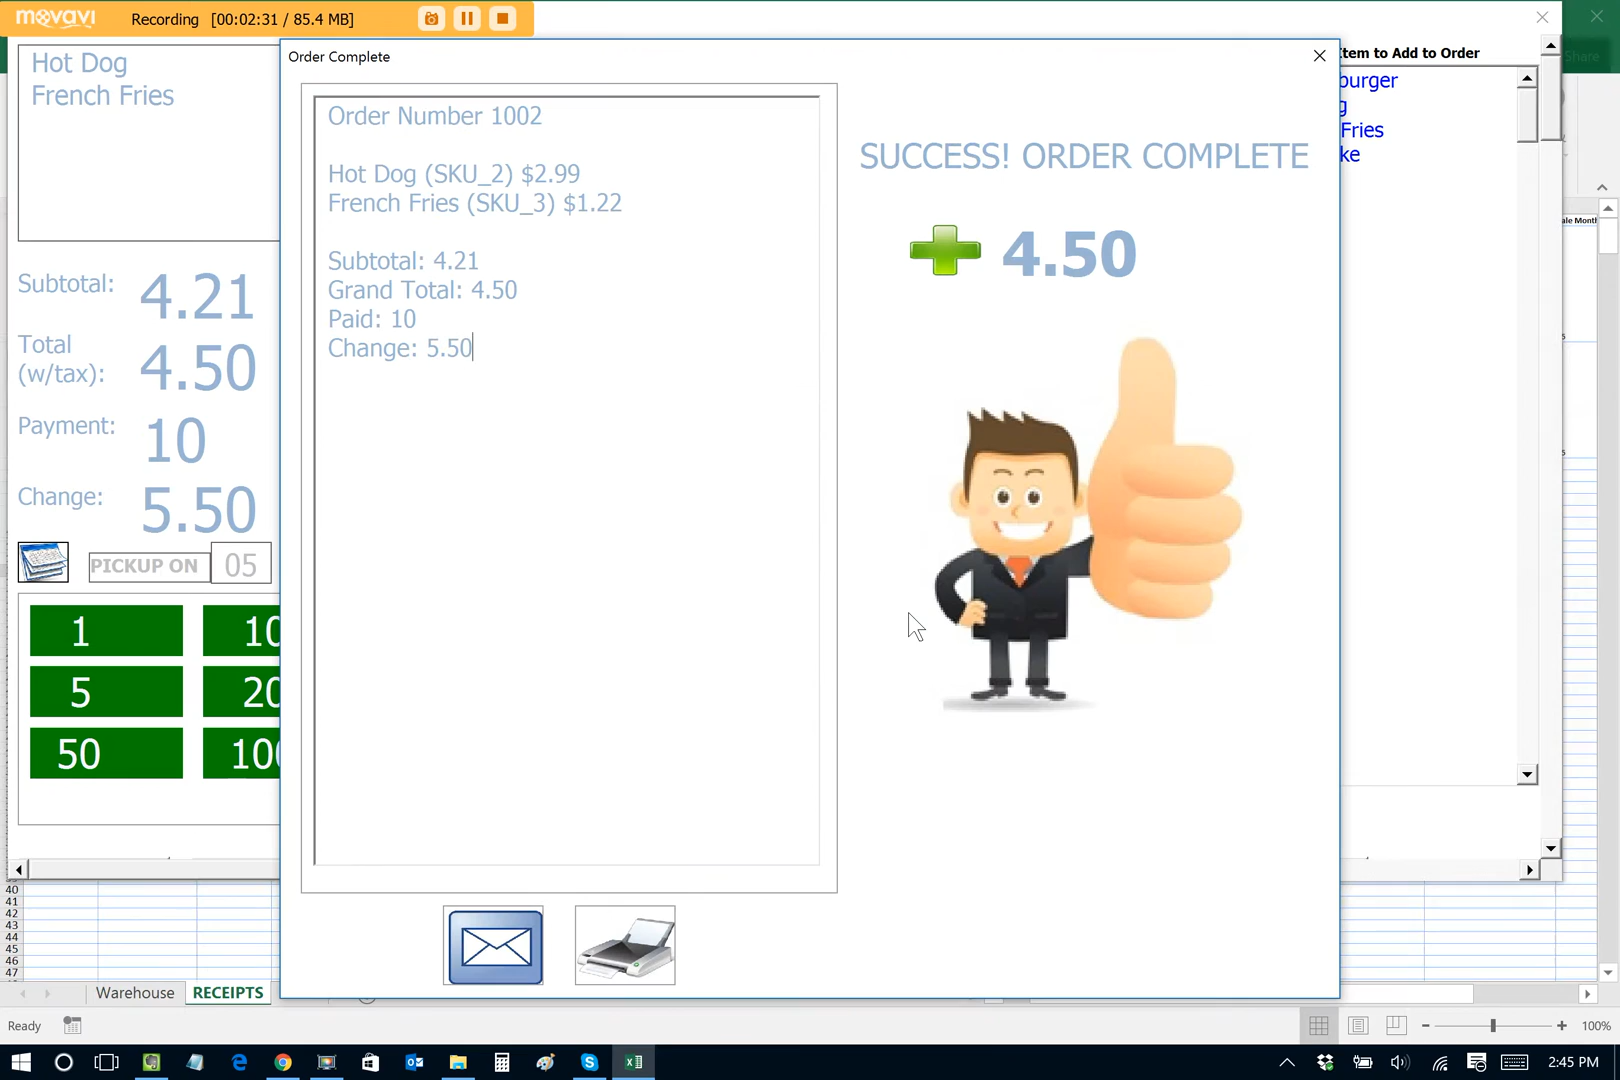 movavi Recording [00:02:31 / 85.4 MB]
Hot Dog
French Fries
Subtotal: 4.21
Total (w/tax): 4.50
Payment: 10
Change: 5.50
PICKUP ON 05
1 10
5 20
50 100
Order Complete
Order Number 1002
Hot Dog (SKU_2) $2.99
French Fries (SKU_3) $1.22
Subtotal: 4.21
Grand Total: 4.50
Paid: 10
Change: 5.50
SUCCESS! ORDER COMPLETE
4.50
Item to Add to Order
burger
g
Fries
ke
Share
ale Month
40
41
42
43
44
45
46
47
Warehouse RECEIPTS
Ready
100%
2:45 PM